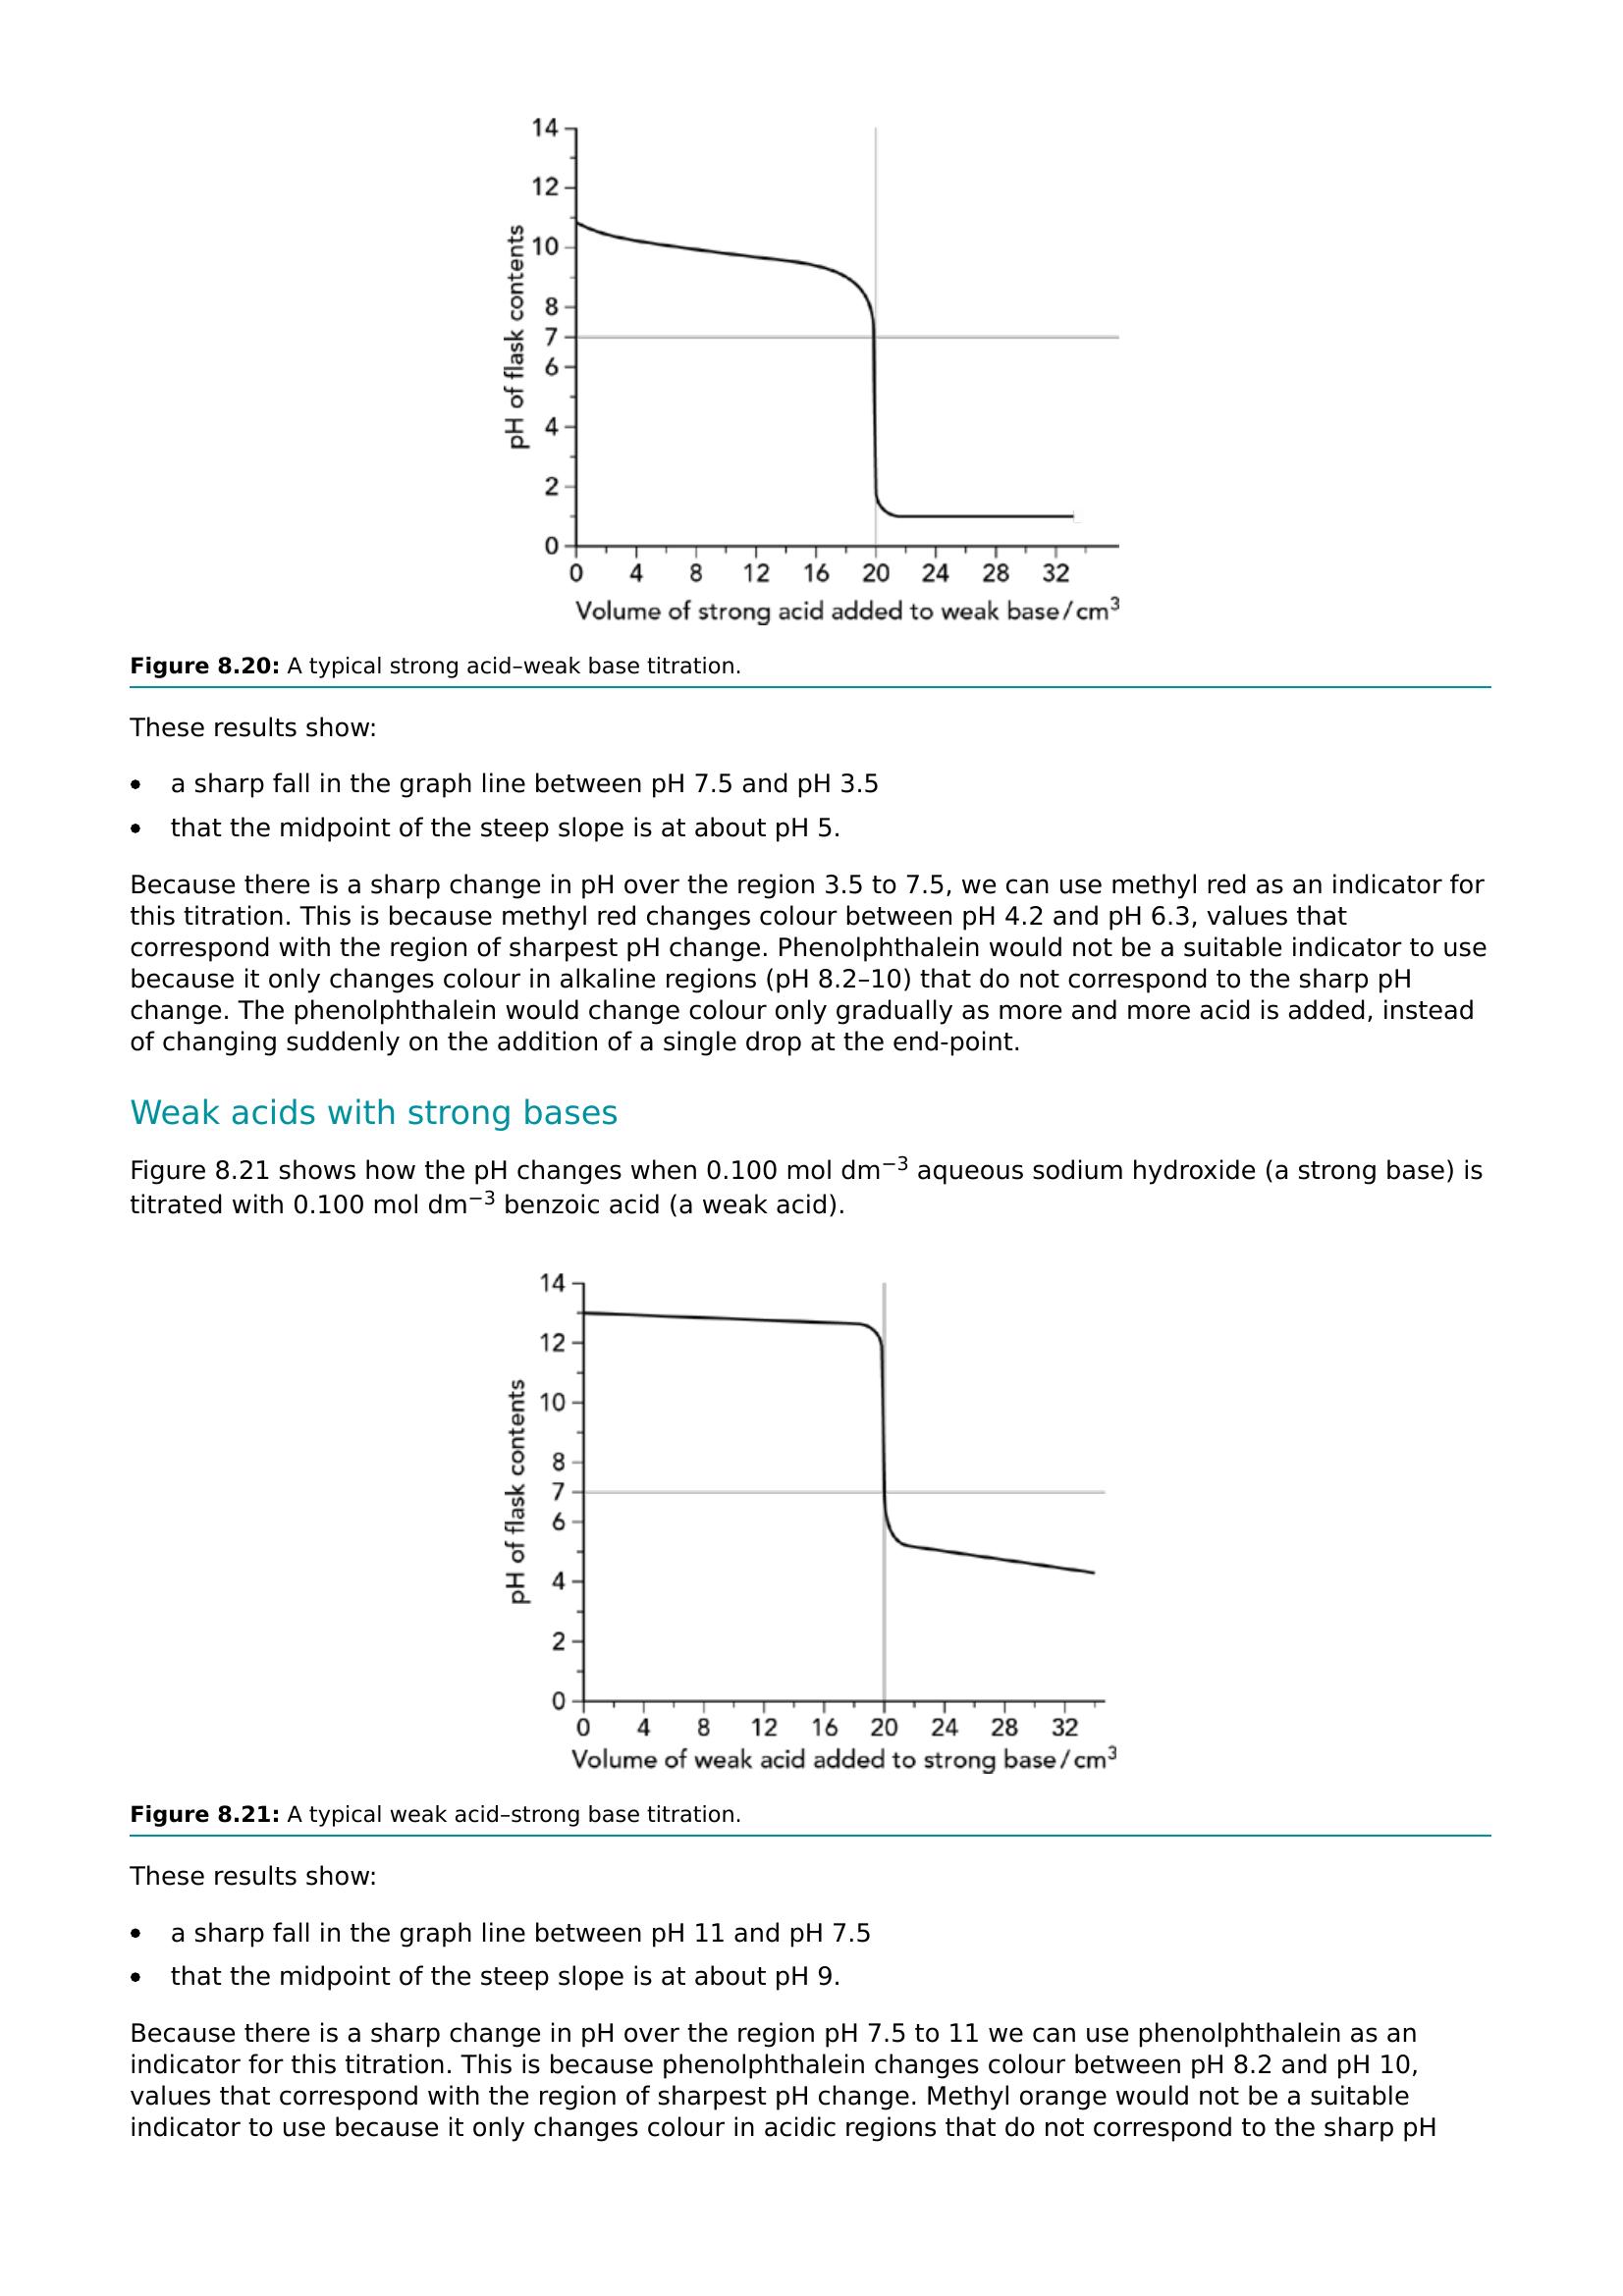 14
12
10
8
7
6
4
2
0
pH of flask contents
0 4 8 12 16 20 24 28 32
Volume of strong acid added to weak base/cm³
Figure 8.20: A typical strong acid–weak base titration.
These results show:
• a sharp fall in the graph line between pH 7.5 and pH 3.5
• that the midpoint of the steep slope is at about pH 5.
Because there is a sharp change in pH over the region 3.5 to 7.5, we can use methyl red as an indicator for
this titration. This is because methyl red changes colour between pH 4.2 and pH 6.3, values that
correspond with the region of sharpest pH change. Phenolphthalein would not be a suitable indicator to use
because it only changes colour in alkaline regions (pH 8.2–10) that do not correspond to the sharp pH
change. The phenolphthalein would change colour only gradually as more and more acid is added, instead
of changing suddenly on the addition of a single drop at the end-point.
Weak acids with strong bases
Figure 8.21 shows how the pH changes when 0.100 mol dm⁻³ aqueous sodium hydroxide (a strong base) is
titrated with 0.100 mol dm⁻³ benzoic acid (a weak acid).
14
12
10
8
7
6
4
2
0
pH of flask contents
0 4 8 12 16 20 24 28 32
Volume of weak acid added to strong base/cm³
Figure 8.21: A typical weak acid–strong base titration.
These results show:
• a sharp fall in the graph line between pH 11 and pH 7.5
• that the midpoint of the steep slope is at about pH 9.
Because there is a sharp change in pH over the region pH 7.5 to 11 we can use phenolphthalein as an
indicator for this titration. This is because phenolphthalein changes colour between pH 8.2 and pH 10,
values that correspond with the region of sharpest pH change. Methyl orange would not be a suitable
indicator to use because it only changes colour in acidic regions that do not correspond to the sharp pH